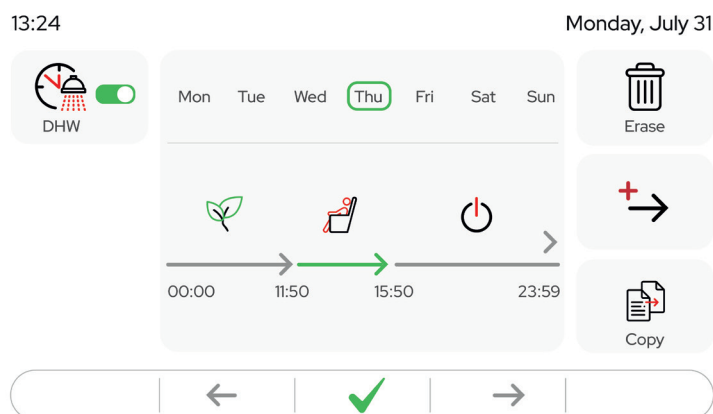 13:24
Monday, July 31
DHW
Mon Tue Wed Thu Fri Sat Sun
Erase
00:00 11:50 15:50 23:59
Copy